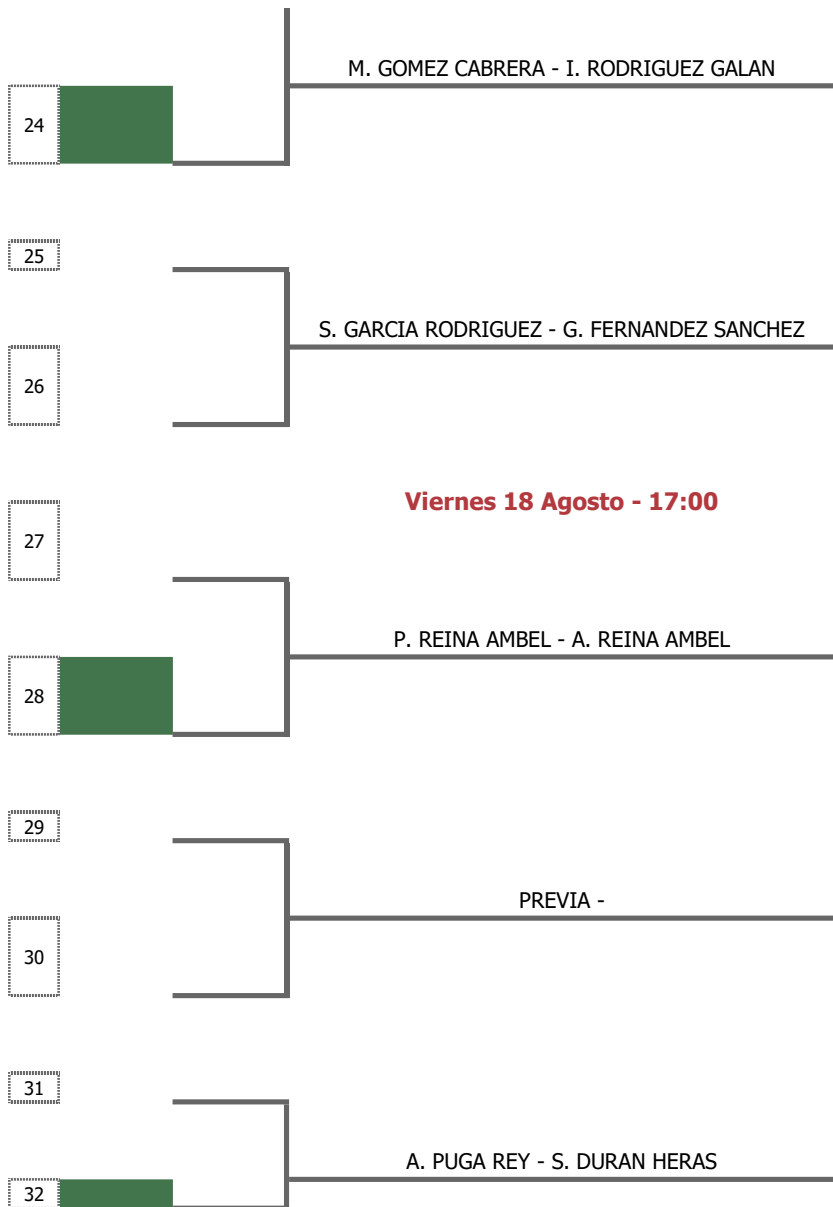 M. GOMEZ CABRERA - I. RODRIGUEZ GALAN
24
25
S. GARCIA RODRIGUEZ - G. FERNANDEZ SANCHEZ
26
Viernes 18 Agosto - 17:00
27
P. REINA AMBEL - A. REINA AMBEL
28
29
PREVIA -
30
31
A. PUGA REY - S. DURAN HERAS
32